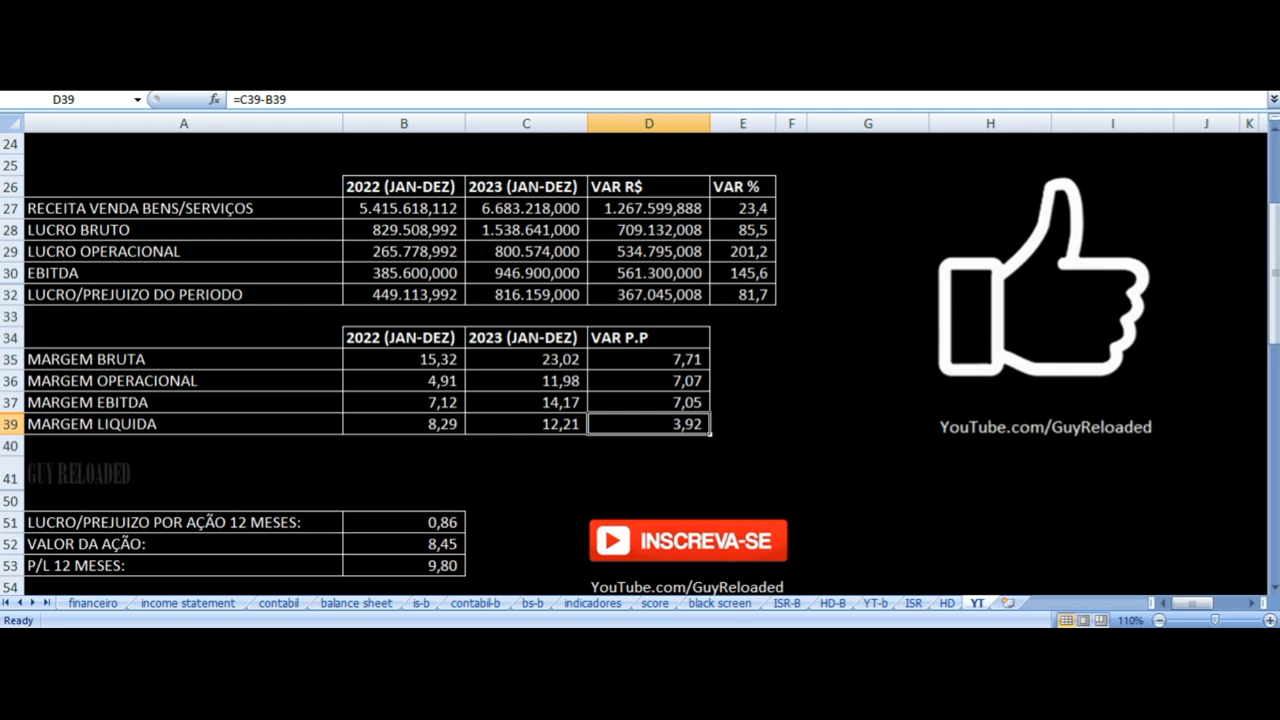 D39 fx =C39-B39
A B C D E F G H I J K
24
25
26 2022 (JAN-DEZ) 2023 (JAN-DEZ) VAR R$ VAR %
27 RECEITA VENDA BENS/SERVIÇOS 5.415.618,112 6.683.218,000 1.267.599,888 23,4
28 LUCRO BRUTO 829.508,992 1.538.641,000 709.132,008 85,5
29 LUCRO OPERACIONAL 265.778,992 800.574,000 534.795,008 201,2
30 EBITDA 385.600,000 946.900,000 561.300,000 145,6
32 LUCRO/PREJUIZO DO PERIODO 449.113,992 816.159,000 367.045,008 81,7
33
34 2022 (JAN-DEZ) 2023 (JAN-DEZ) VAR P.P
35 MARGEM BRUTA 15,32 23,02 7,71
36 MARGEM OPERACIONAL 4,91 11,98 7,07
37 MARGEM EBITDA 7,12 14,17 7,05
39 MARGEM LIQUIDA 8,29 12,21 3,92
YouTube.com/GuyReloaded
40
41 GUY RELOADED
50
51 LUCRO/PREJUIZO POR AÇÃO 12 MESES: 0,86
52 VALOR DA AÇÃO: 8,45
INSCREVA-SE
53 P/L 12 MESES: 9,80
54 YouTube.com/GuyReloaded
financeiro income statement contabil balance sheet is-b contabil-b bs-b indicadores score black screen ISR-B HD-B YT-b ISR HD YT
Ready 110%